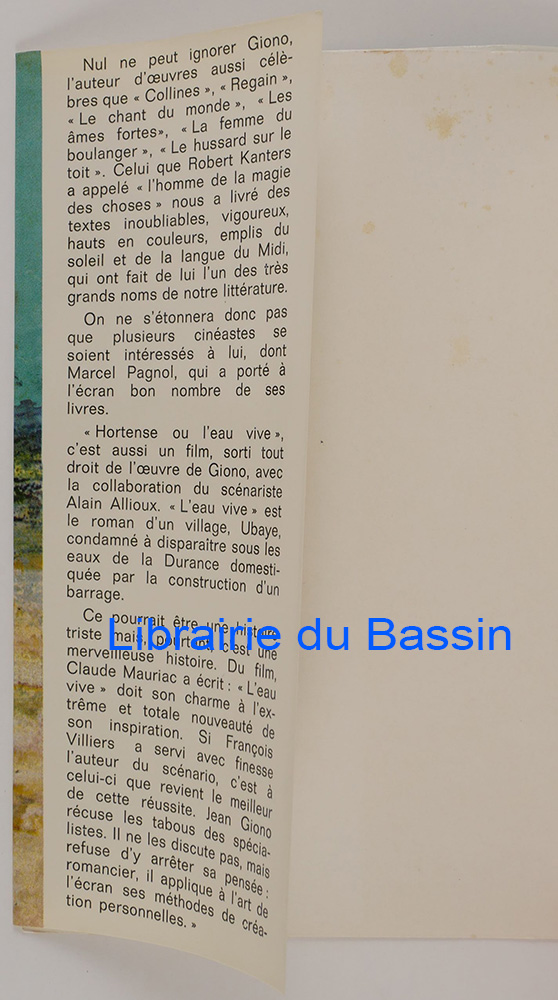 Nul ne peut ignorer Giono,
l'auteur d'œuvres aussi célè-
bres que « Collines », « Regain »,
« Le chant du monde », « Les
âmes fortes», « La femme du
boulanger », « Le hussard sur le
toit ». Celui que Robert Kanters
a appelé « l'homme de la magie
des choses » nous a livré des
textes inoubliables, vigoureux,
hauts en couleurs, emplis du
soleil et de la langue du Midi,
qui ont fait de lui l'un des très
grands noms de notre littérature.
On ne s'étonnera donc pas
que plusieurs cinéastes se
soient intéressés à lui, dont
Marcel Pagnol, qui a porté à
l'écran bon nombre de ses
livres.
« Hortense ou l'eau vive »,
c'est aussi un film, sorti tout
droit de l'œuvre de Giono, avec
la collaboration du scénariste
Alain Allioux. « L'eau vive » est
le roman d'un village, Ubaye,
condamné à disparaître sous les
eaux de la Durance domesti-
quée par la construction d'un
barrage.
Ce pourrait être une histoire
triste mais, pourtant, c'est une
merveilleuse histoire. Du film,
Claude Mauriac a écrit : « L'eau
vive » doit son charme à l'ex-
trême et totale nouveauté de
son inspiration. Si François
Villiers a servi avec finesse
l'auteur du scénario, c'est à
celui-ci que revient le meilleur
de cette réussite. Jean Giono
récuse les tabous des spécia-
listes. Il ne les discute pas, mais
refuse d'y arrêter sa pensée :
romancier, il applique à l'art de
l'écran ses méthodes de créa-
tion personnelles. »
Librairie du Bassin